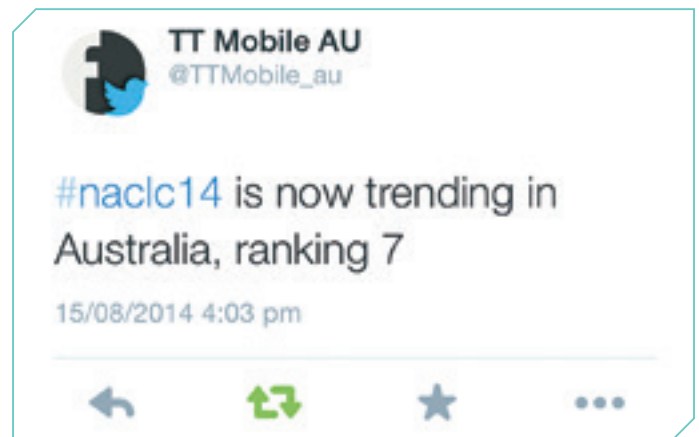 TT Mobile AU
@TTMobile_au
#naclc14 is now trending in
Australia, ranking 7
15/08/2014 4:03 pm